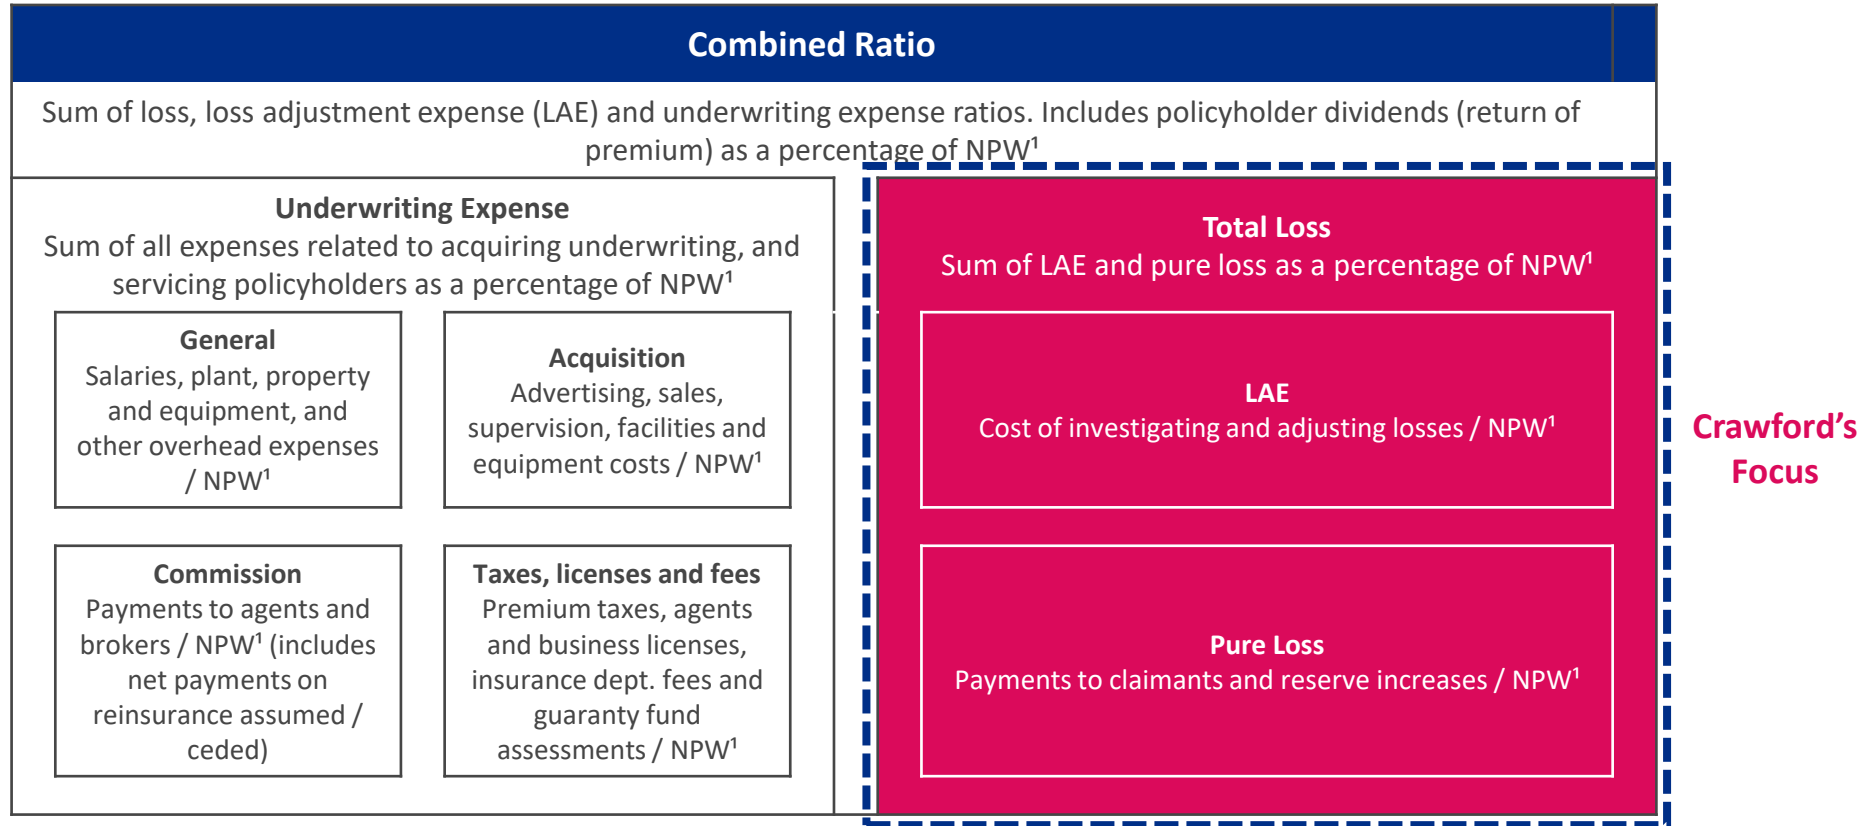 Combined Ratio
Sum of loss, loss adjustment expense (LAE) and underwriting expense ratios. Includes policyholder dividends (return of
premium) as a percentage of NPW¹
Underwriting Expense
Sum of all expenses related to acquiring underwriting, and
servicing policyholders as a percentage of NPW¹
General
Salaries, plant, property
and equipment, and
other overhead expenses
/ NPW¹
Acquisition
Advertising, sales,
supervision, facilities and
equipment costs / NPW¹
Commission
Payments to agents and
brokers / NPW¹ (includes
net payments on
reinsurance assumed /
ceded)
Taxes, licenses and fees
Premium taxes, agents
and business licenses,
insurance dept. fees and
guaranty fund
assessments / NPW¹
Total Loss
Sum of LAE and pure loss as a percentage of NPW¹
LAE
Cost of investigating and adjusting losses / NPW¹
Pure Loss
Payments to claimants and reserve increases / NPW¹
Crawford’s
Focus